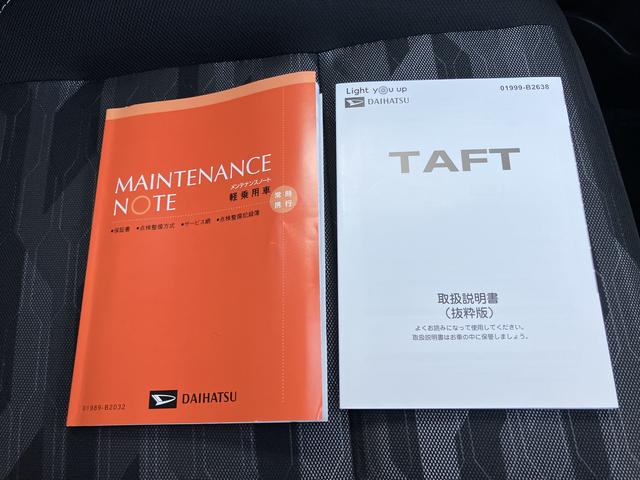 MAINTENANCE
NOTE
メンテナンスノート
軽乗用車
常時
携行
•保証書 •点検整備方式 •サービス網 •点検整備記録簿
01989-B2032
DAIHATSU
Light you up
01999-B2638
DAIHATSU
TAFT
取扱説明書
(抜粋版)
よくお読みになって使用してください。
取扱説明書はお車の中に保管しましょう。